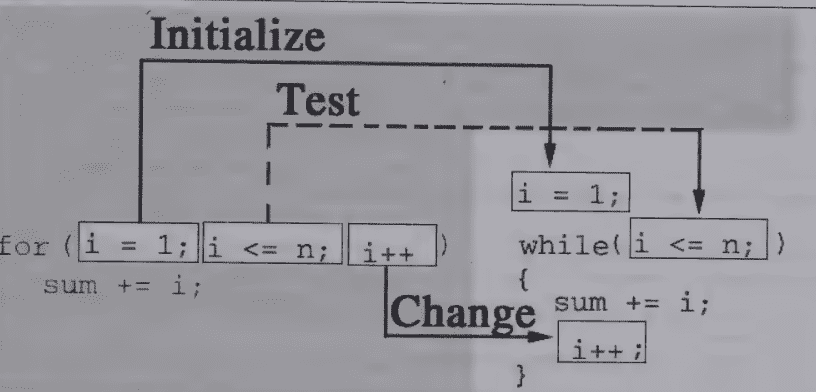 Initialize
Test
i = 1;
for (i = 1; i <= n; i++ )
while( i <= n; )
sum += i;
{
sum += i;
Change
i++ ;
}